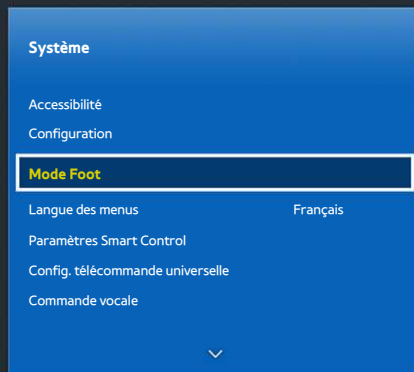 Système
Accessibilité
Configuration
Mode Foot
Langue des menus Français
Paramètres Smart Control
Config. télécommande universelle
Commande vocale